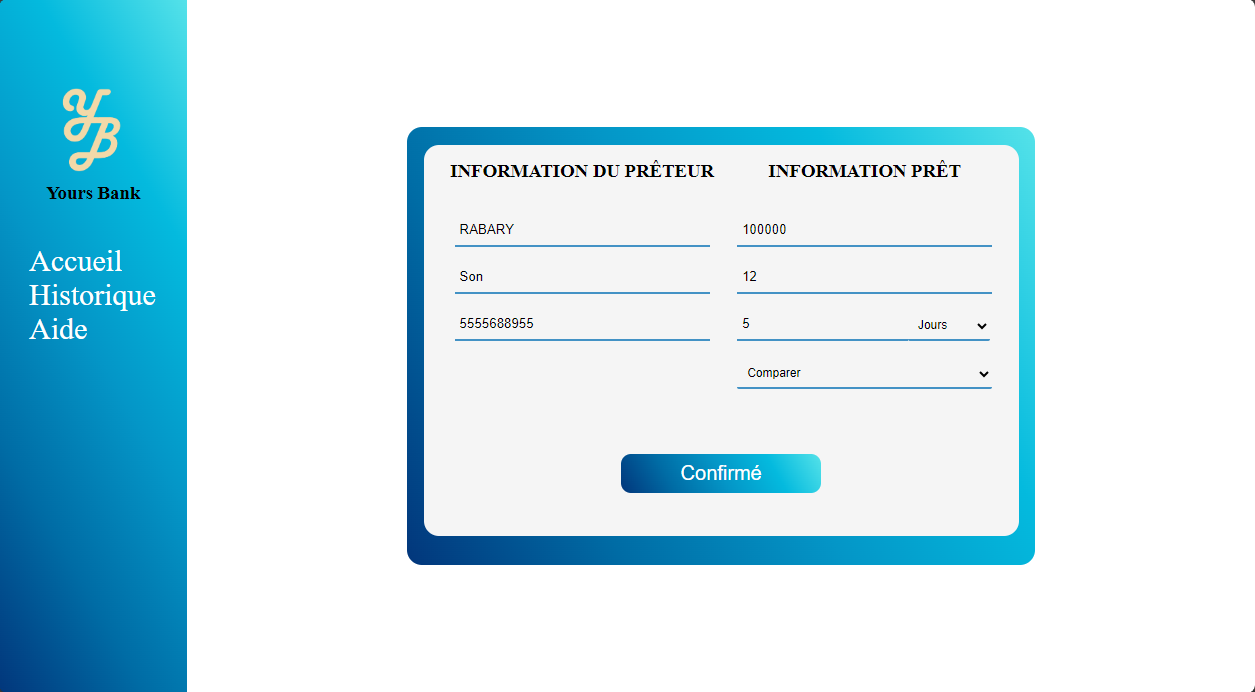 YB
Yours Bank
Accueil
Historique
Aide
INFORMATION DU PRÊTEUR
RABARY
Son
5555688955
INFORMATION PRÊT
100000
12
5 Jours
Comparer
Confirmé